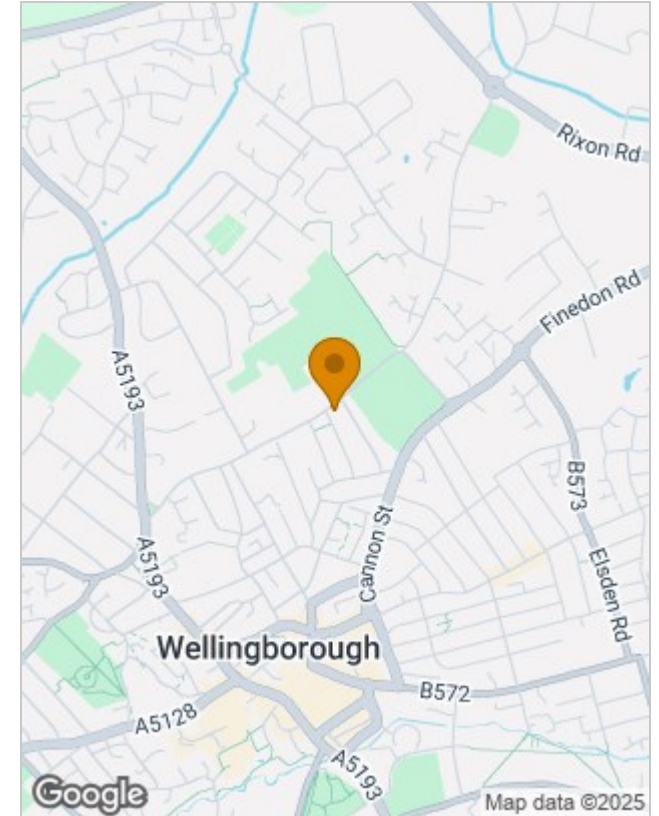 Rixon Rd
Finedon Rd
A5193
B573
Cannon St
A5193
Elsden Rd
Wellingborough
B572
A5128
A5193
Google
Map data ©2025